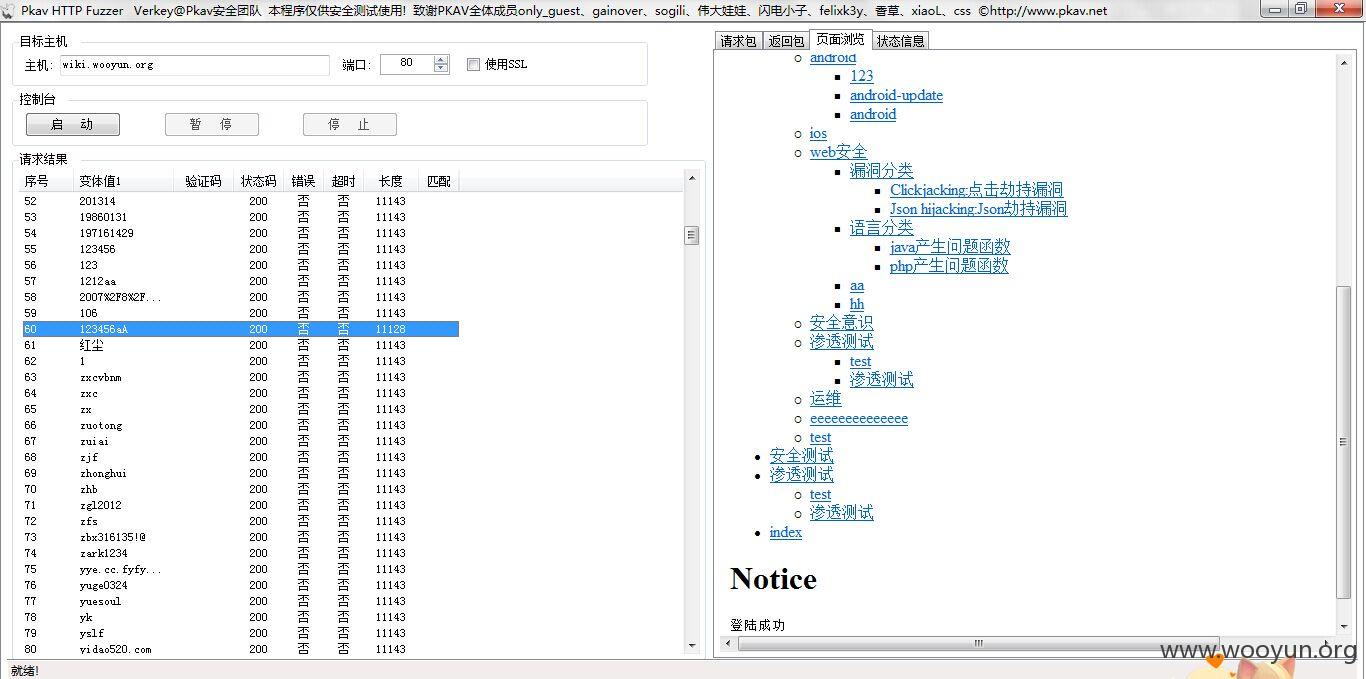 Pkav HTTP Fuzzer Verkey@Pkav安全团队 本程序仅供安全测试使用! 致谢PKAV全体成员only_guest、gainover、sogili、伟大娃娃、闪电小子、felixk3y、香草、xiaoL、css ©http://www.pkav.net
目标主机
主机: wiki.wooyun.org 端口: 80 使用SSL
控制台
启 动 暂 停 停 止
请求结果
序号 变体值1 验证码 状态码 错误 超时 长度 匹配
52 201314 200 否 否 11143
53 19860131 200 否 否 11143
54 197161429 200 否 否 11143
55 123456 200 否 否 11143
56 123 200 否 否 11143
57 1212aa 200 否 否 11143
58 2007%2F8%2F... 200 否 否 11143
59 106 200 否 否 11143
60 123456aA 200 否 否 11128
61 红尘 200 否 否 11143
62 1 200 否 否 11143
63 zxcvbnm 200 否 否 11143
64 zxc 200 否 否 11143
65 zx 200 否 否 11143
66 zuotong 200 否 否 11143
67 zuiai 200 否 否 11143
68 zjf 200 否 否 11143
69 zhonghui 200 否 否 11143
70 zhb 200 否 否 11143
71 zgl2012 200 否 否 11143
72 zfs 200 否 否 11143
73 zbx316135!@ 200 否 否 11143
74 zark1234 200 否 否 11143
75 yye.cc.fyfy... 200 否 否 11143
76 yuge0324 200 否 否 11143
77 yuesoul 200 否 否 11143
78 yk 200 否 否 11143
79 yslf 200 否 否 11143
80 yidao520.com 200 否 否 11143
就绪!
请求包 返回包 页面浏览 状态信息
android
123
android-update
android
ios
web安全
漏洞分类
Clickjacking:点击劫持漏洞
Json hijacking:Json劫持漏洞
语言分类
java产生问题函数
php产生问题函数
aa
hh
安全意识
渗透测试
test
渗透测试
运维
eeeeeeeeeeeeee
test
安全测试
渗透测试
test
渗透测试
index
Notice
登陆成功
www.wooyun.org